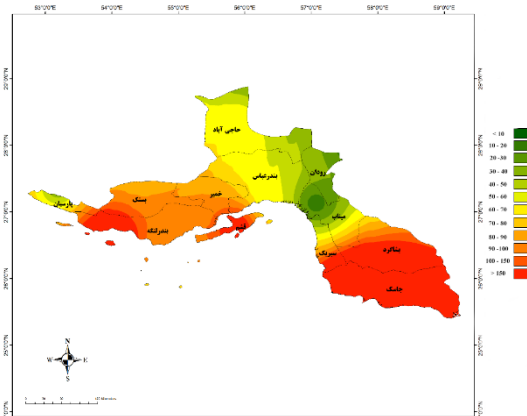 53°0'0"E 54°0'0"E 55°0'0"E 56°0'0"E 57°0'0"E 58°0'0"E 59°0'0"E
حاجی آباد
رودان
بندرعباس
خمیر
بستک
پارسیان
میناب
قشم
بندرلنگه
سیریک
بشاگرد
جاسک
< 10
10 - 20
20 -30
30 - 40
40 - 50
50 - 60
60 - 70
70 - 80
80 - 90
90 -100
100 - 150
> 150
N
W E
S